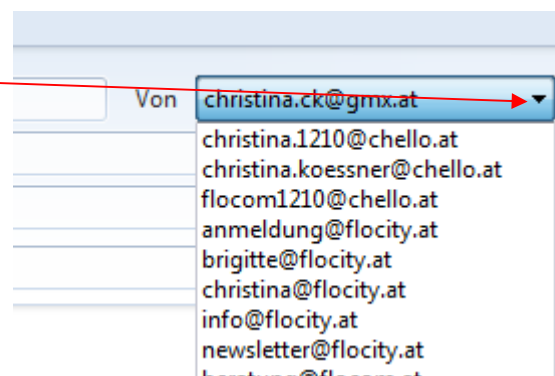 Von christina.ck@gmx.at
christina.1210@chello.at
christina.koessner@chello.at
flocom1210@chello.at
anmeldung@flocity.at
brigitte@flocity.at
christina@flocity.at
info@flocity.at
newsletter@flocity.at